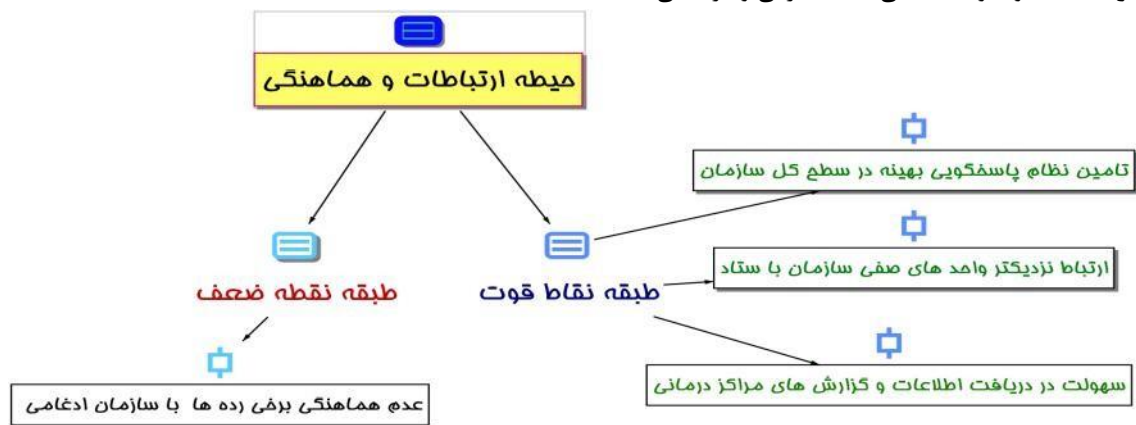 حیطه ارتباطات و هماهنگی
تامین نظام پاسخگویی بهینه در سطح کل سازمان
ارتباط نزدیکتر واحد های صفی سازمان با ستاد
طبقه نقاط قوت
طبقه نقطه ضعف
سهولت در دریافت اطلاعات و گزارش های مراکز درمانی
عدم هماهنگی برخی رده ها با سازمان ادغامی